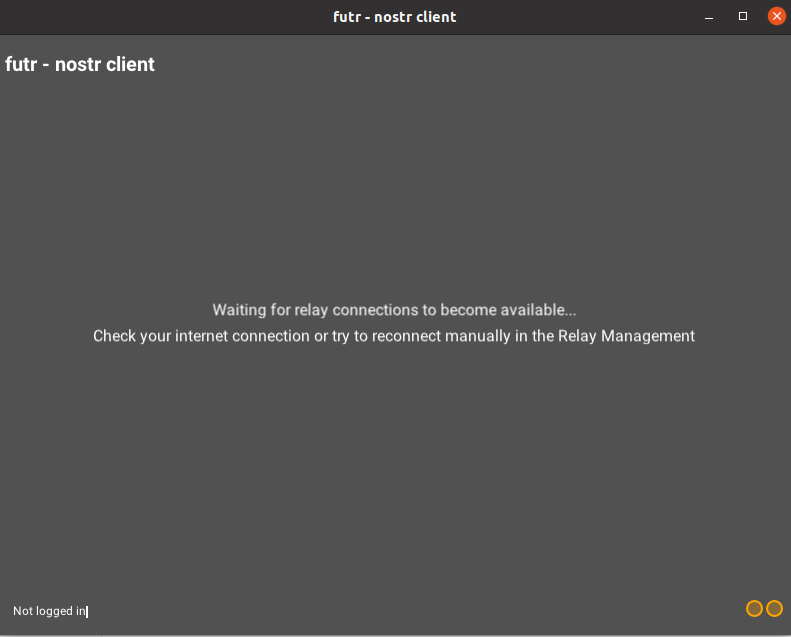 futr - nostr client
futr - nostr client
Waiting for relay connections to become available...
Check your internet connection or try to reconnect manually in the Relay Management
Not logged in